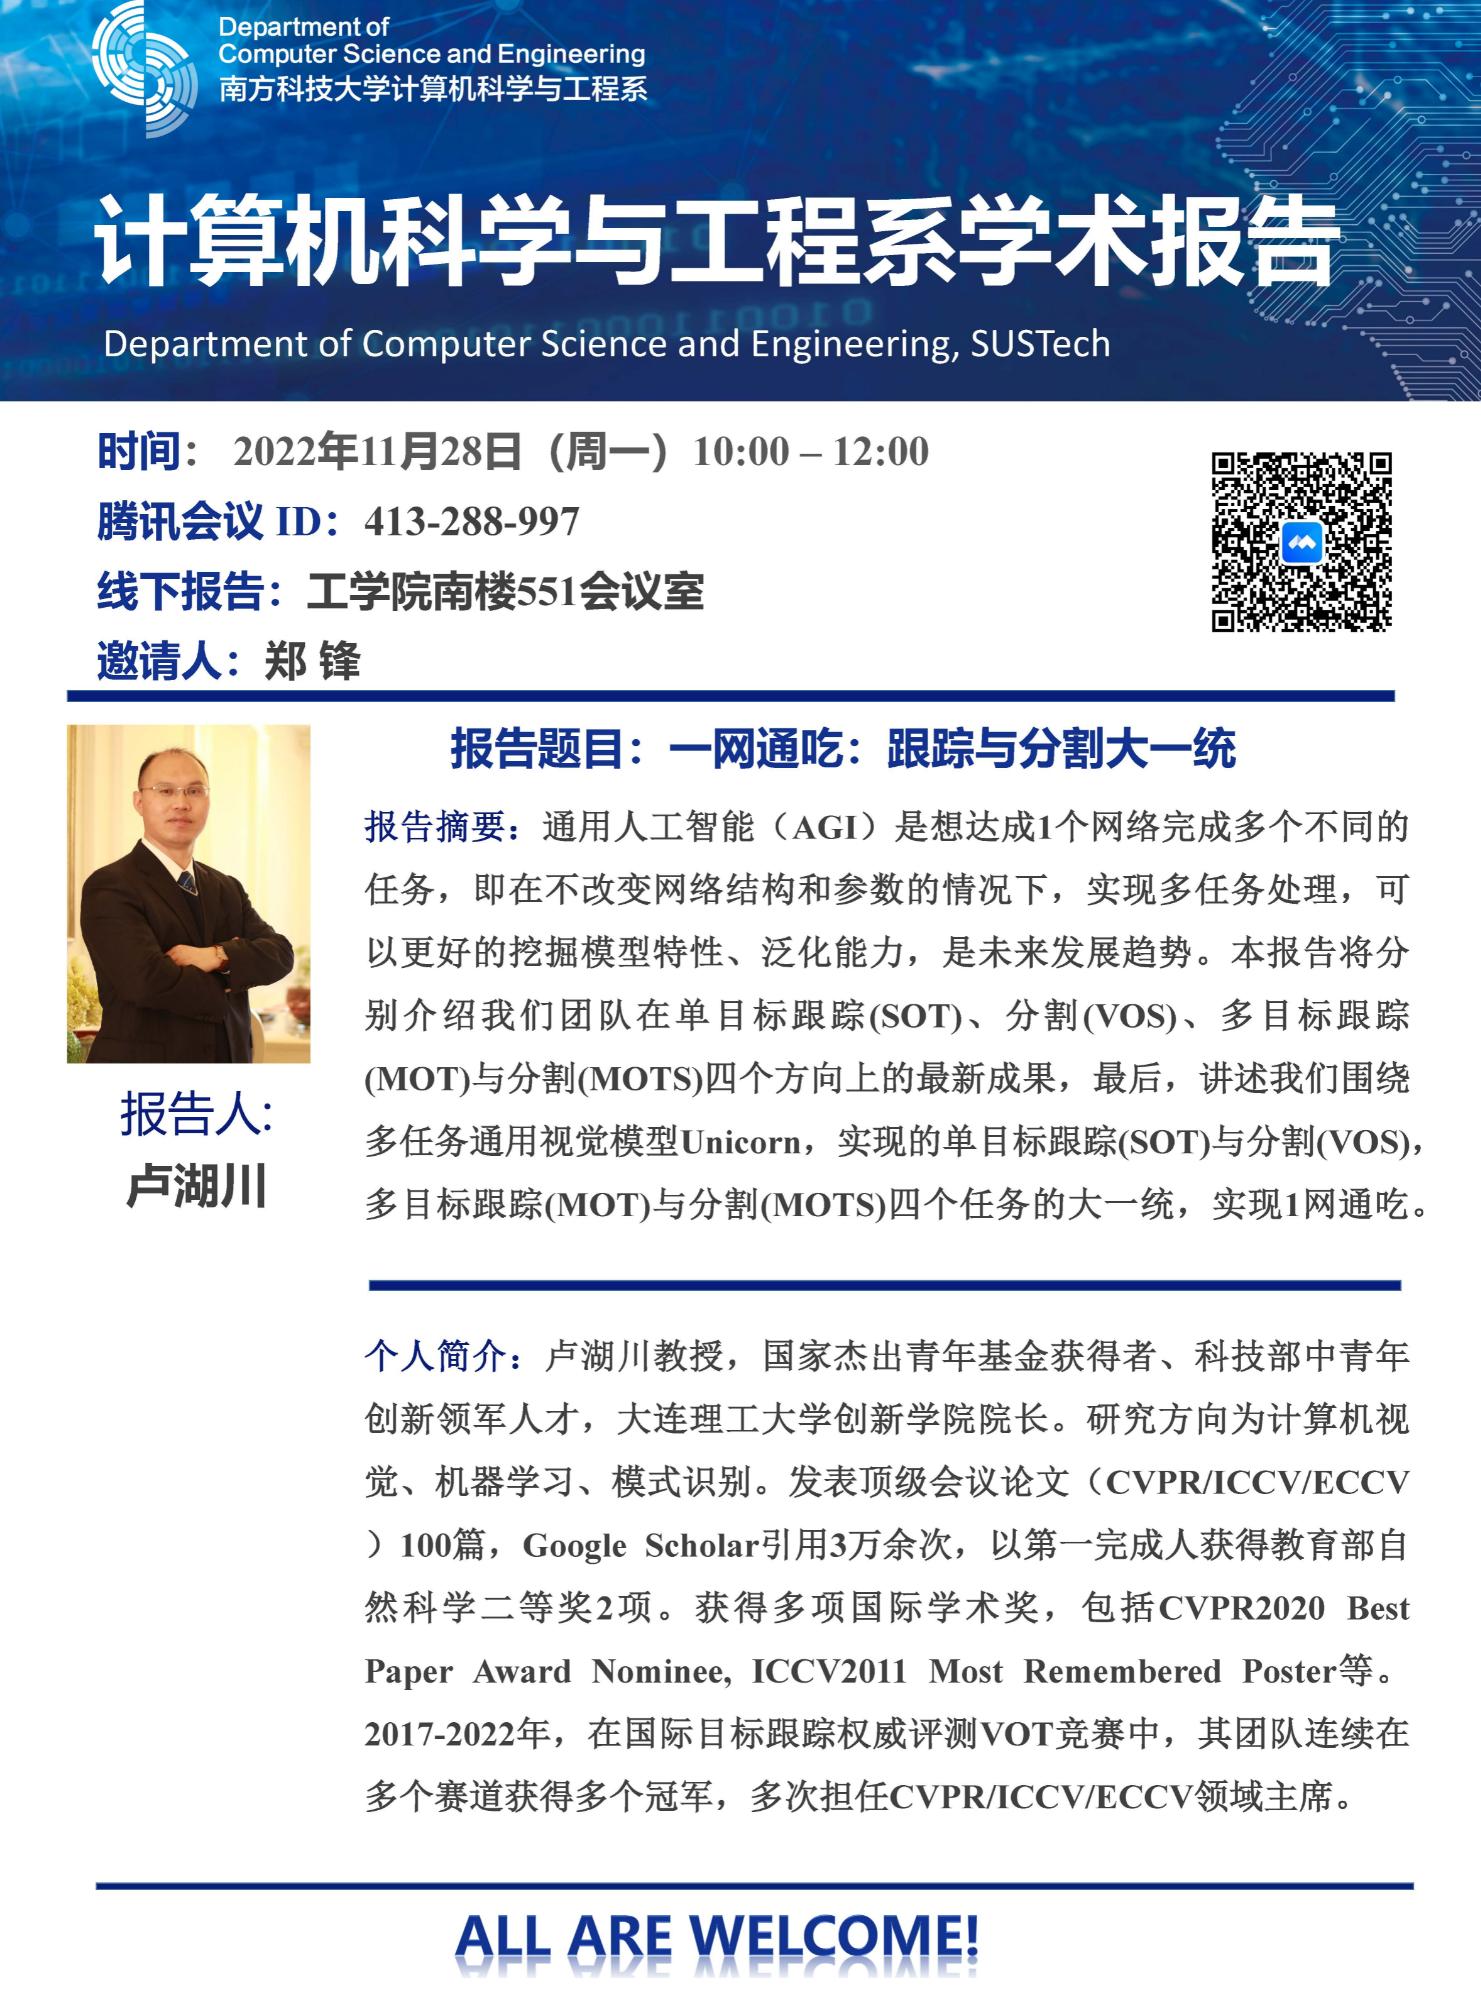 Department of
Computer Science and Engineering
南方科技大学计算机科学与工程系
计算机科学与工程系学术报告
Department of Computer Science and Engineering, SUSTech
时间： 2022年11月28日（周一）10:00 – 12:00
腾讯会议 ID：413-288-997
线下报告：工学院南楼551会议室
邀请人：郑 锋
报告题目：一网通吃：跟踪与分割大一统
报告摘要：通用人工智能（AGI）是想达成1个网络完成多个不同的
任务，即在不改变网络结构和参数的情况下，实现多任务处理，可
以更好的挖掘模型特性、泛化能力，是未来发展趋势。本报告将分
别介绍我们团队在单目标跟踪(SOT)、分割(VOS)、多目标跟踪
(MOT)与分割(MOTS)四个方向上的最新成果，最后，讲述我们围绕
多任务通用视觉模型Unicorn，实现的单目标跟踪(SOT)与分割(VOS)，
多目标跟踪(MOT)与分割(MOTS)四个任务的大一统，实现1网通吃。
报告人:
卢湖川
个人简介：卢湖川教授，国家杰出青年基金获得者、科技部中青年
创新领军人才，大连理工大学创新学院院长。研究方向为计算机视
觉、机器学习、模式识别。发表顶级会议论文（CVPR/ICCV/ECCV
）100篇，Google Scholar引用3万余次，以第一完成人获得教育部自
然科学二等奖2项。获得多项国际学术奖，包括CVPR2020 Best
Paper Award Nominee, ICCV2011 Most Remembered Poster等。
2017-2022年，在国际目标跟踪权威评测VOT竞赛中，其团队连续在
多个赛道获得多个冠军，多次担任CVPR/ICCV/ECCV领域主席。
ALL ARE WELCOME!